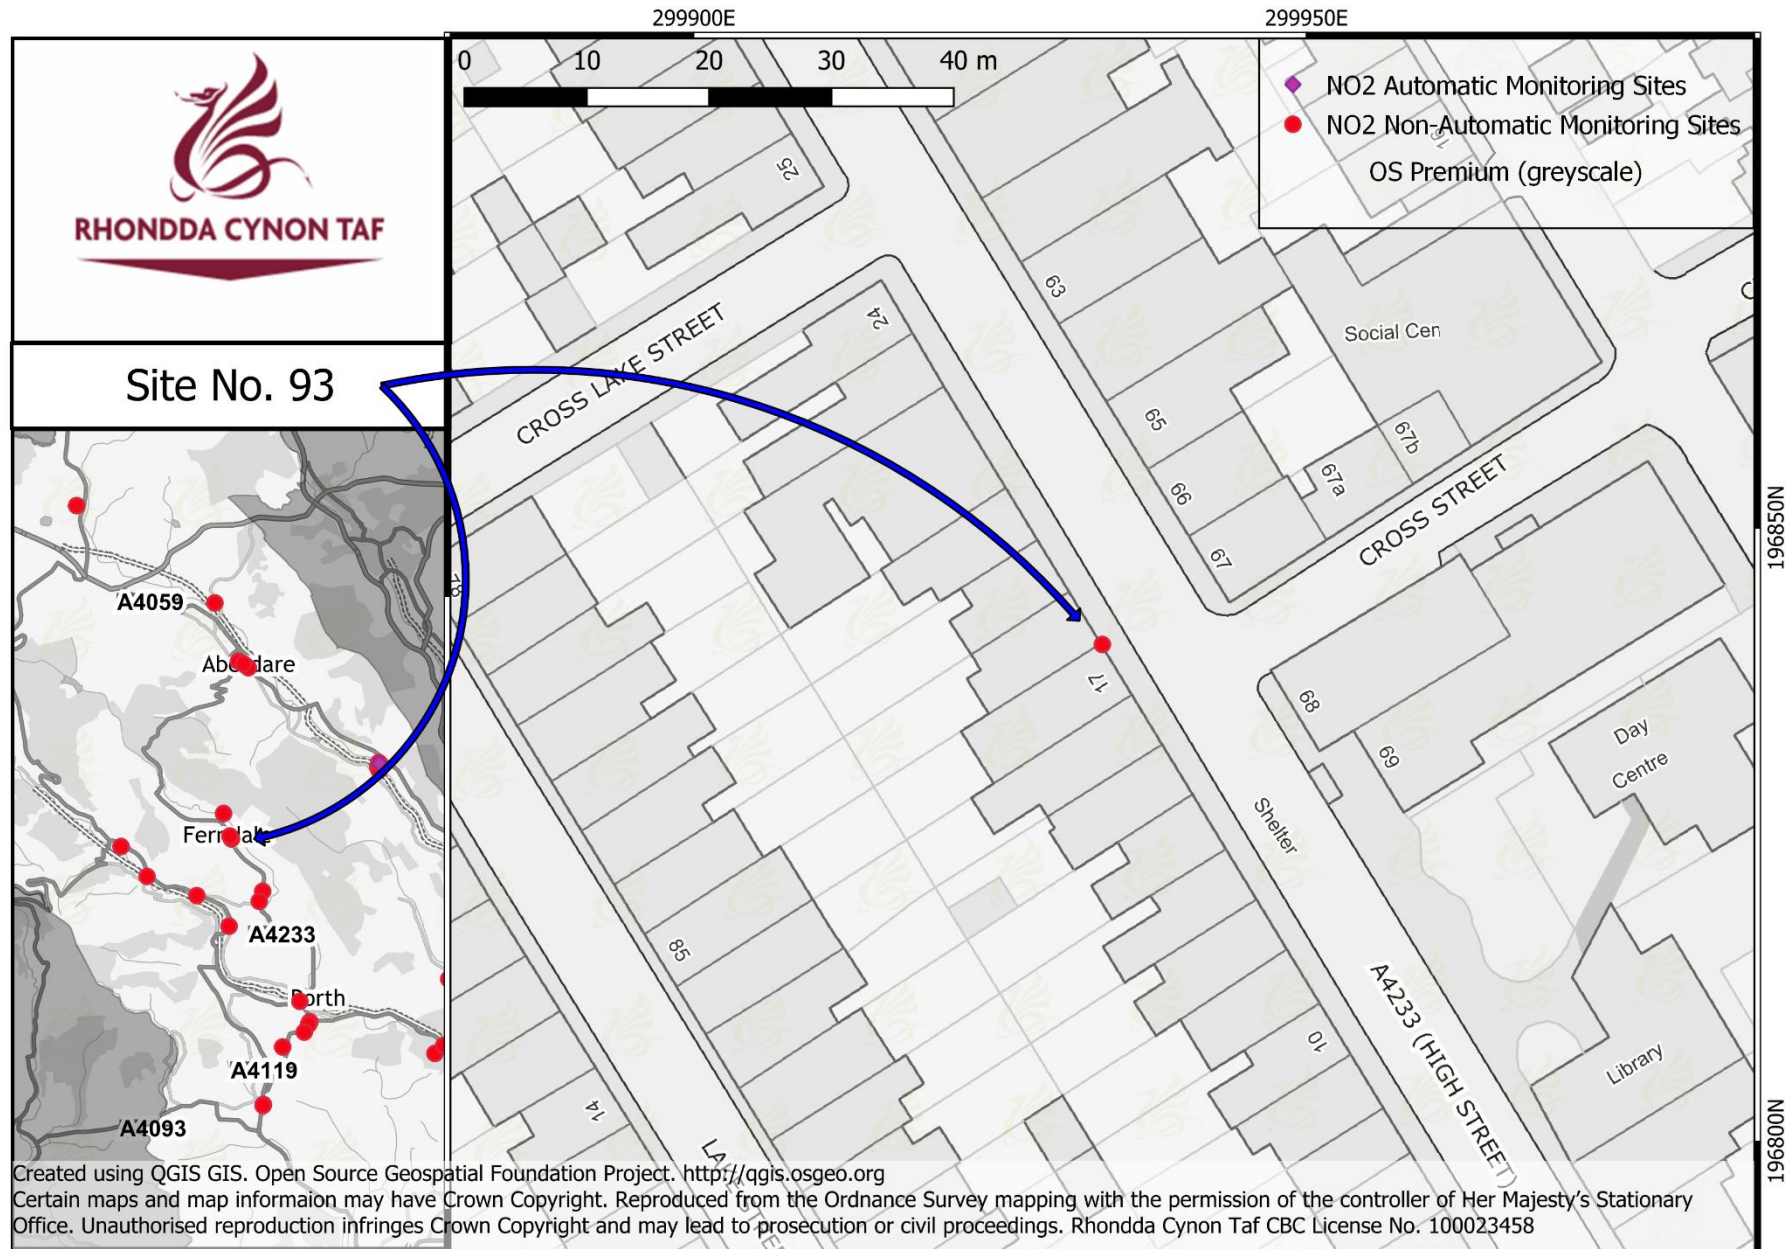 299900E
299950E
0 10 20 30 40 m
NO2 Automatic Monitoring Sites
NO2 Non-Automatic Monitoring Sites
OS Premium (greyscale)
RHONDDA CYNON TAF
Site No. 93
16
25
63
24
Social Cen
CROSS LAKE STREET
65
67b
67a
66
CROSS STREET
67
78
196850N
A4059
17
68
69
Day
Centre
Shelter
A4233
85
Porth
A4233 (HIGH STREET)
10
Library
A4119
14
A4093
196800N
Created using QGIS GIS. Open Source Geospatial Foundation Project. http://qgis.osgeo.org
Certain maps and map informaion may have Crown Copyright. Reproduced from the Ordnance Survey mapping with the permission of the controller of Her Majesty's Stationary
Office. Unauthorised reproduction infringes Crown Copyright and may lead to prosecution or civil proceedings. Rhondda Cynon Taf CBC License No. 100023458